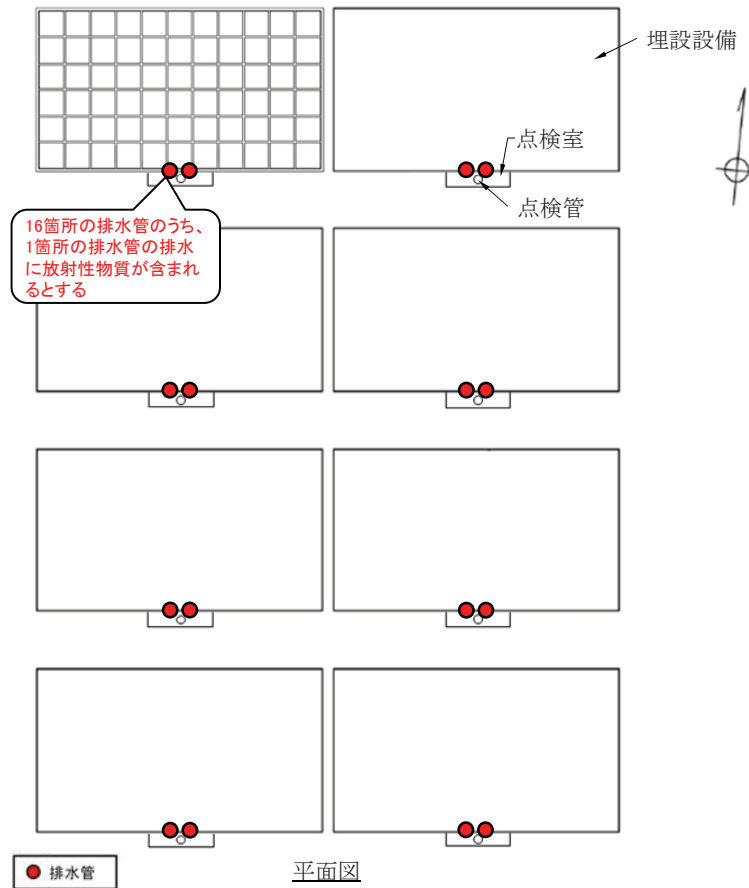 埋設設備
点検室
点検管
16箇所の排水管のうち、
1箇所の排水管の排水
に放射性物質が含まれ
るとする
排水管
平面図